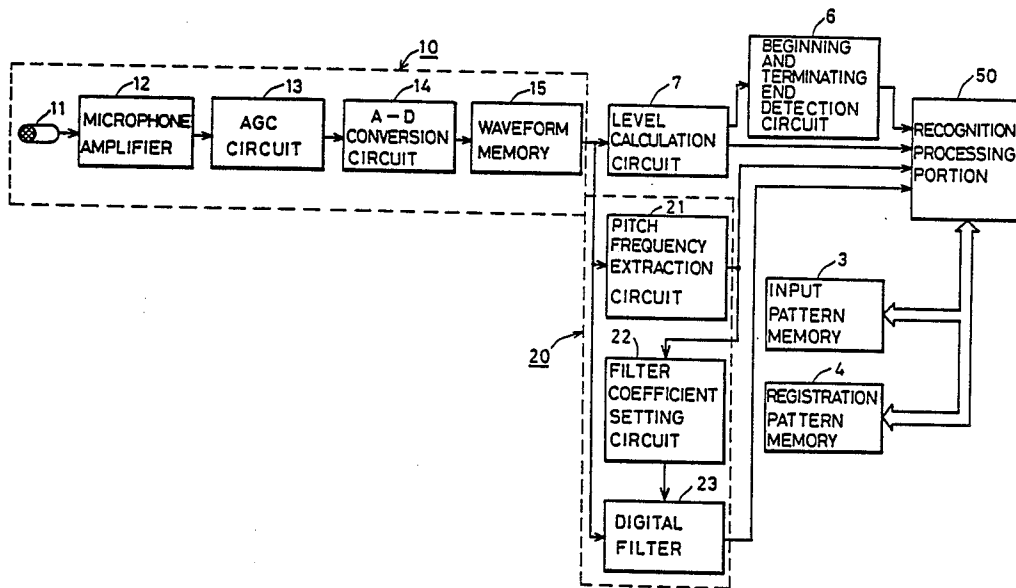 10
11
12
MICROPHONE
AMPLIFIER
13
AGC
CIRCUIT
14
A-D
CONVERSION
CIRCUIT
15
WAVEFORM
MEMORY
7
LEVEL
CALCULATION
CIRCUIT
6
BEGINNING
AND
TERMINATING
END
DETECTION
CIRCUIT
50
RECOGNITION
PROCESSING
PORTION
20
21
PITCH
FREQUENCY
EXTRACTION
CIRCUIT
22
FILTER
COEFFICIENT
SETTING
CIRCUIT
23
DIGITAL
FILTER
3
INPUT
PATTERN
MEMORY
4
REGISTRATION
PATTERN
MEMORY